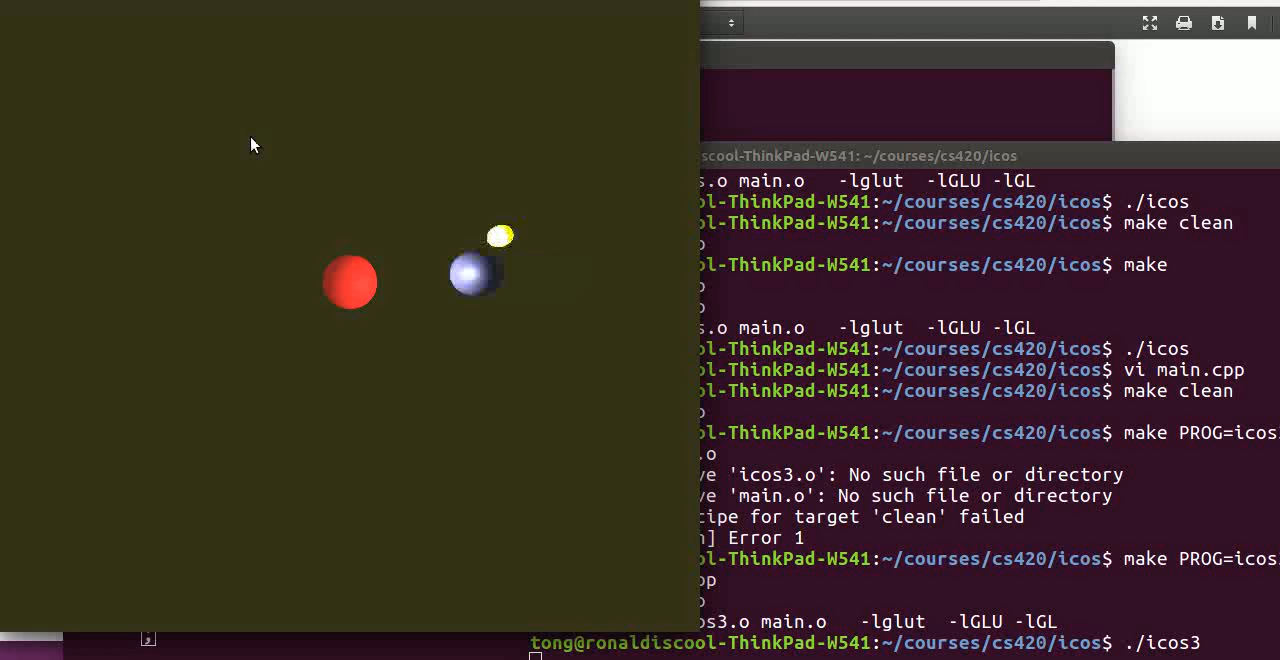 scool-ThinkPad-W541: ~/courses/cs420/icos
s.o main.o   -lglut  -lGLU -lGL
ol-ThinkPad-W541:~/courses/cs420/icos$ ./icos
ol-ThinkPad-W541:~/courses/cs420/icos$ make clean
o
ol-ThinkPad-W541:~/courses/cs420/icos$ make
o
o
s.o main.o   -lglut  -lGLU -lGL
ol-ThinkPad-W541:~/courses/cs420/icos$ ./icos
ol-ThinkPad-W541:~/courses/cs420/icos$ vi main.cpp
ol-ThinkPad-W541:~/courses/cs420/icos$ make clean
o
ol-ThinkPad-W541:~/courses/cs420/icos$ make PROG=icos3
.o
ve 'icos3.o': No such file or directory
ve 'main.o': No such file or directory
cipe for target 'clean' failed
n] Error 1
ol-ThinkPad-W541:~/courses/cs420/icos$ make PROG=icos3
pp
o
os3.o main.o   -lglut  -lGLU -lGL
;
tong@ronaldiscool-ThinkPad-W541:~/courses/cs420/icos$ ./icos3